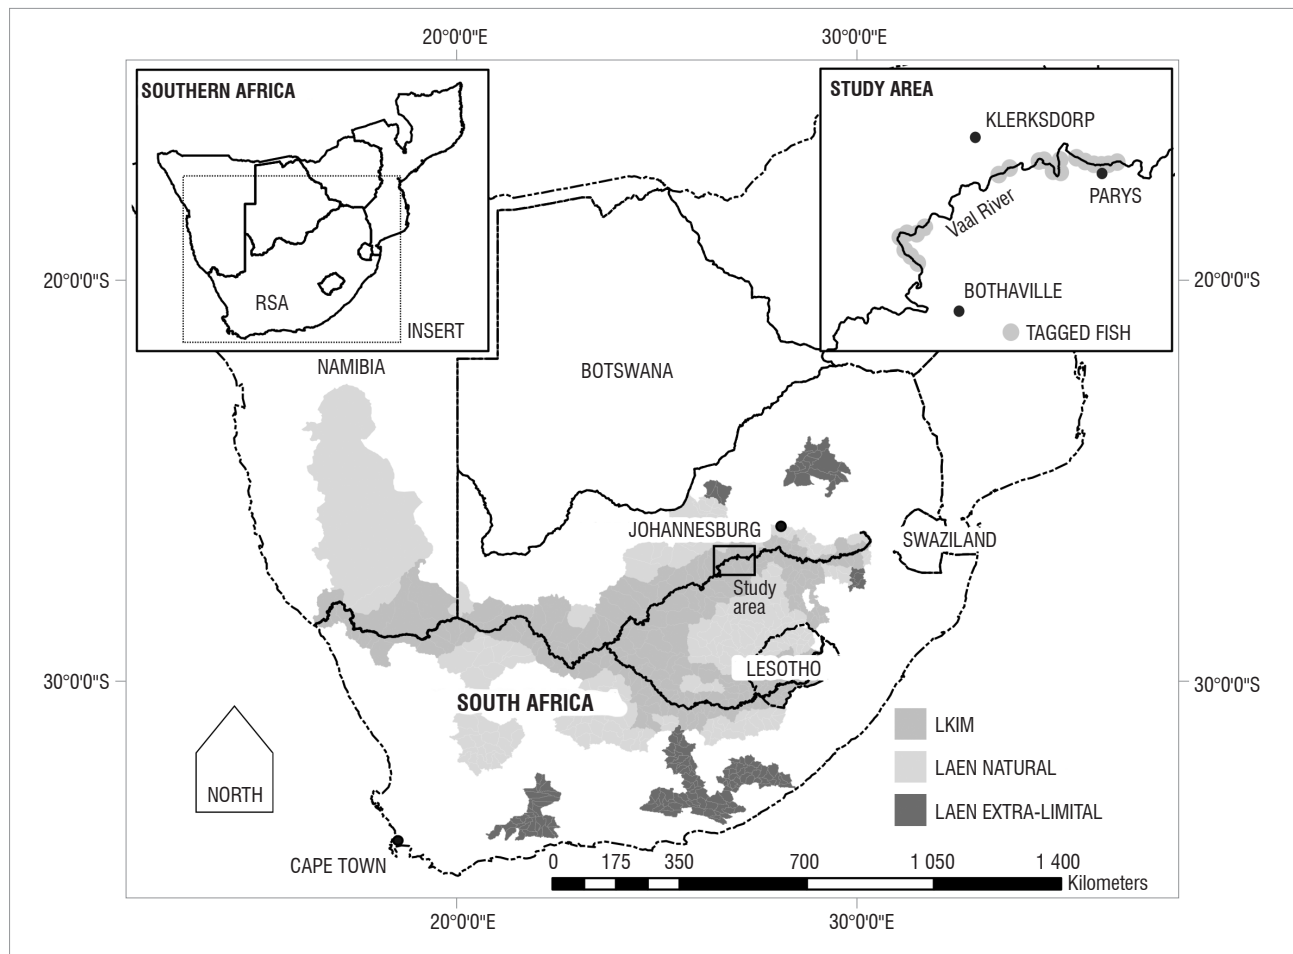 20°0'0"E
30°0'0"E
SOUTHERN AFRICA
RSA
INSERT
STUDY AREA
KLERKSDORP
Vaal River
PARYS
BOTHAVILLE
TAGGED FISH
20°0'0"S
20°0'0"S
NAMIBIA
BOTSWANA
JOHANNESBURG
SWAZILAND
Study
area
LESOTHO
30°0'0"S
30°0'0"S
SOUTH AFRICA
LKIM
LAEN NATURAL
LAEN EXTRA-LIMITAL
NORTH
CAPE TOWN
0 175 350 700 1 050 1 400
Kilometers
20°0'0"E
30°0'0"E